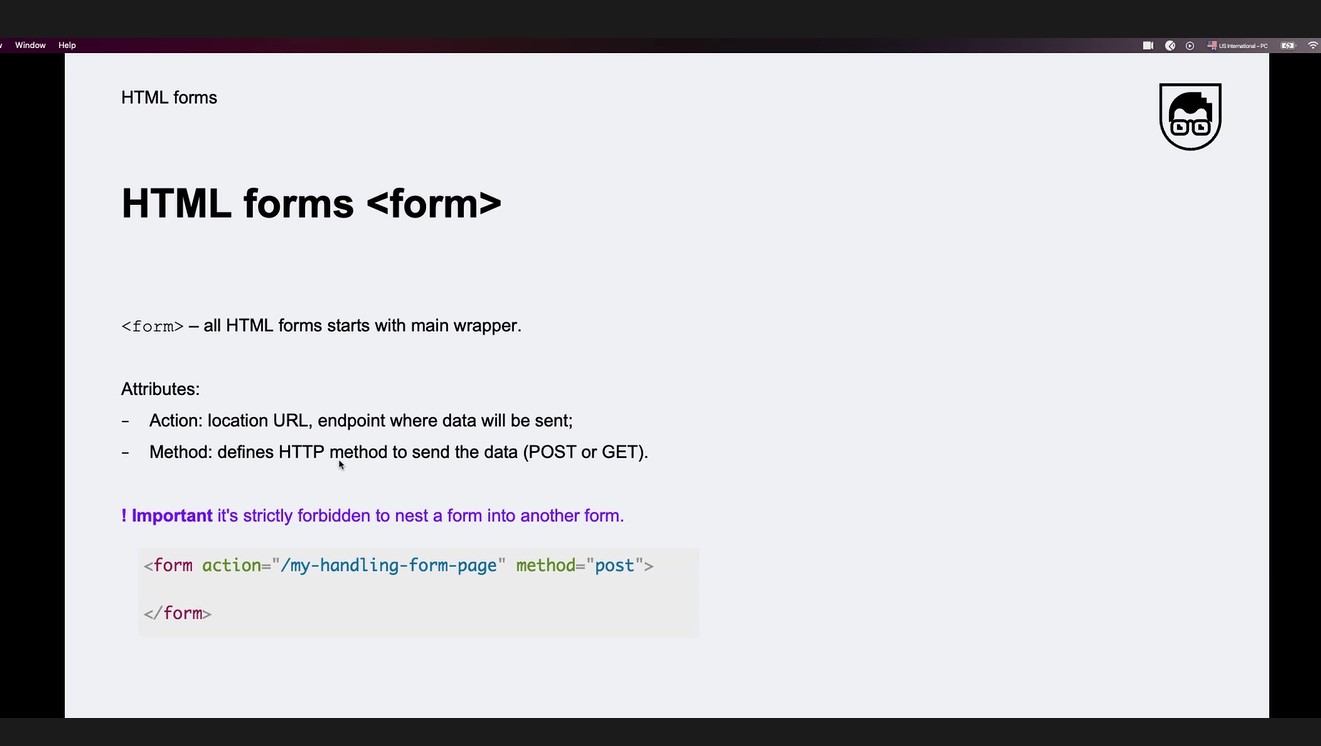 Window Help
US International – PC
HTML forms
HTML forms <form>
<form> – all HTML forms starts with main wrapper.
Attributes:
- Action: location URL, endpoint where data will be sent;
- Method: defines HTTP method to send the data (POST or GET).
! Important it's strictly forbidden to nest a form into another form.
<form action="/my-handling-form-page" method="post">
</form>